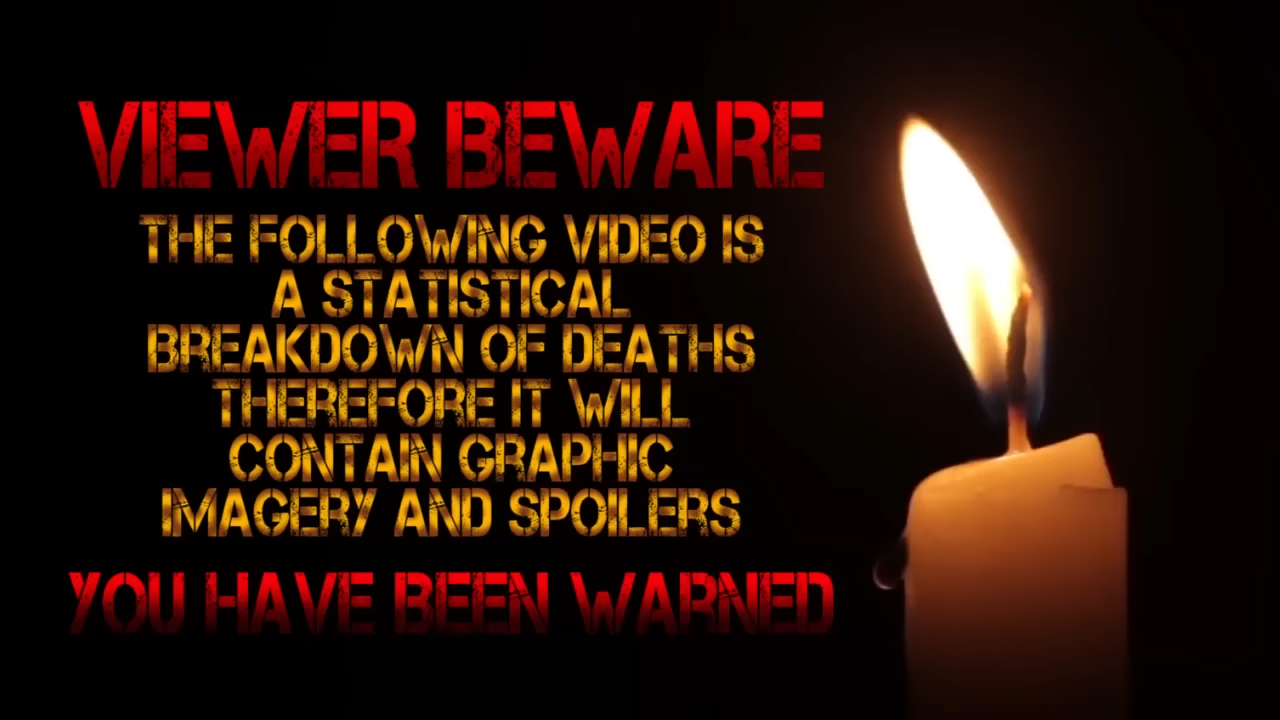 VIEWER BEWARE
THE FOLLOWING VIDEO IS
A STATISTICAL
BREAKDOWN OF DEATHS
THEREFORE IT WILL
CONTAIN GRAPHIC
IMAGERY AND SPOILERS
YOU HAVE BEEN WARNED